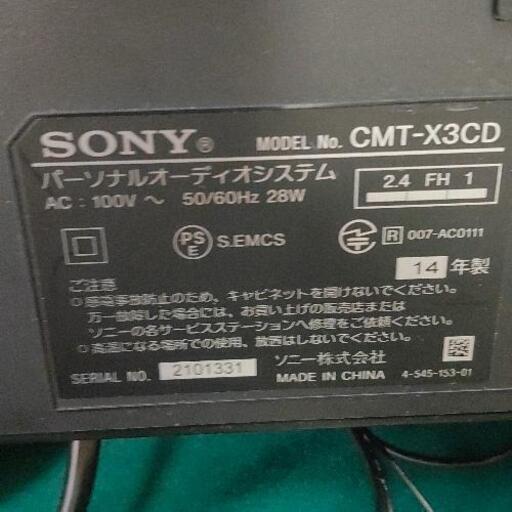 SONY® MODEL No. CMT-X3CD
パーソナルオーディオシステム
AC : 100V ～ 50/60Hz 28W
2.4 FH 1
PSE S.EMCS
R 007-AC0111
14 年製
ご注意
感電事故防止のため、キャビネットを開けないでください。
万一故障した場合には、お買い上げの販売店または
ソニーの各サービスステーションへ修理をご依頼ください。
高温になる場所での使用、放置はしないでください。
ソニー株式会社
SERIAL NO. 2101331 MADE IN CHINA 4-545-153-01